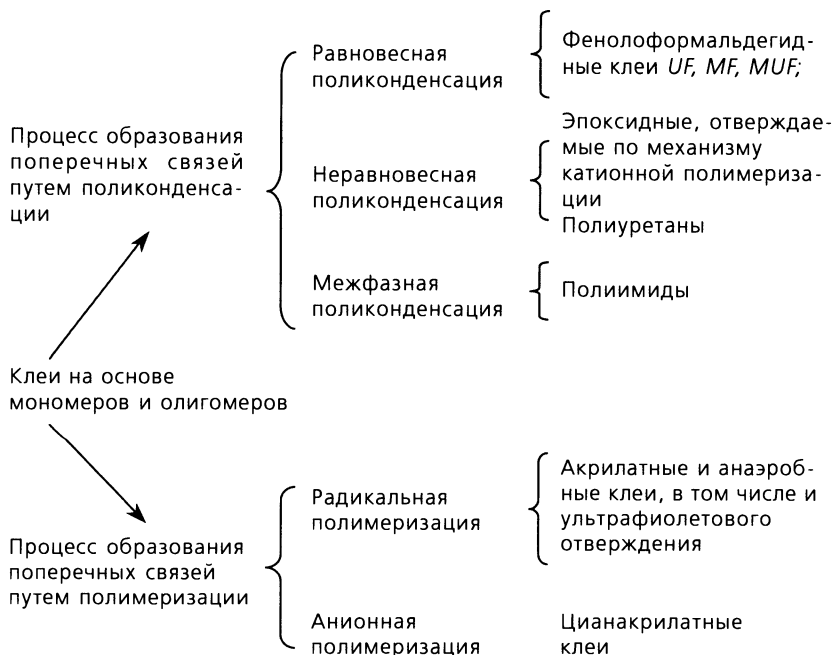 Процесс образования
поперечных связей
путем поликонденса-
ции
Равновесная
поликонденсация
Фенолоформальдегид-
ные клеи UF, MF, MUF;
Неравновесная
поликонденсация
Эпоксидные, отверждае-
мые по механизму
катионной полимериза-
ции
Полиуретаны
Межфазная
поликонденсация
Полиимиды
Клеи на основе
мономеров и олигомеров
Процесс образования
поперечных связей
путем полимеризации
Радикальная
полимеризация
Акрилатные и анаэроб-
ные клеи, в том числе и
ультрафиолетового
отверждения
Анионная
полимеризация
Цианакрилатные
клеи